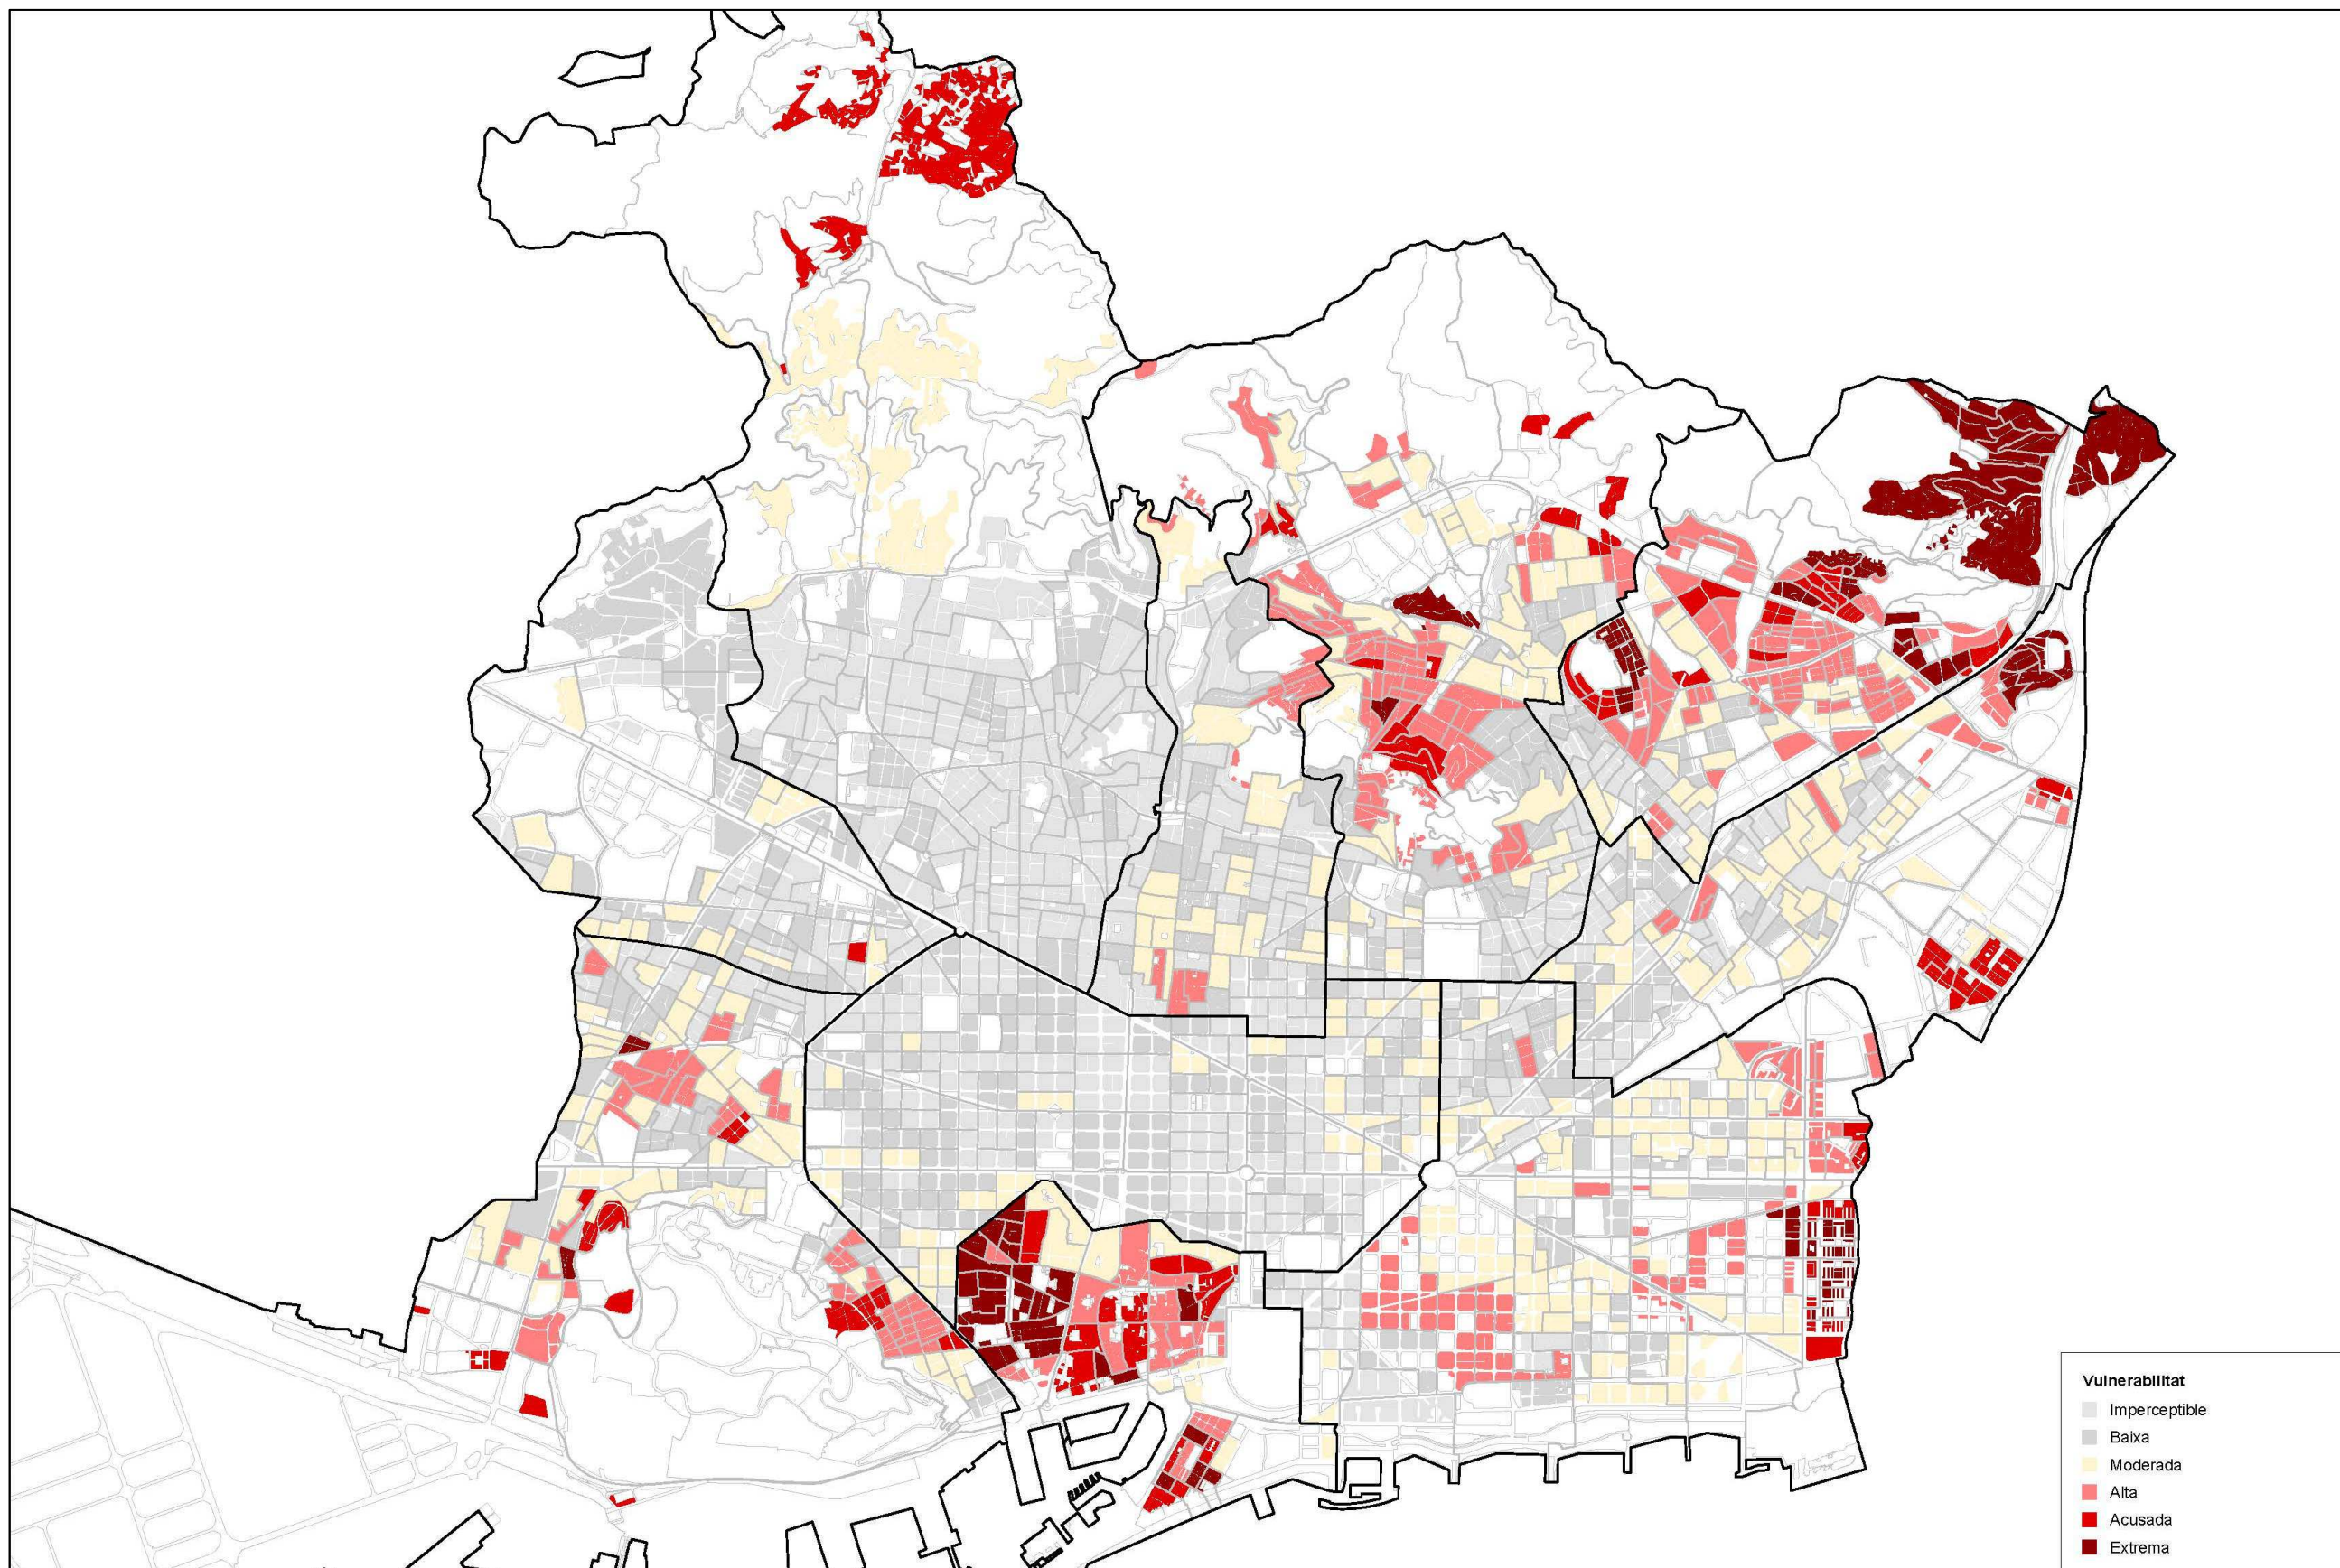 Vulnerabilitat
Imperceptible
Baixa
Moderada
Alta
Acusada
Extrema